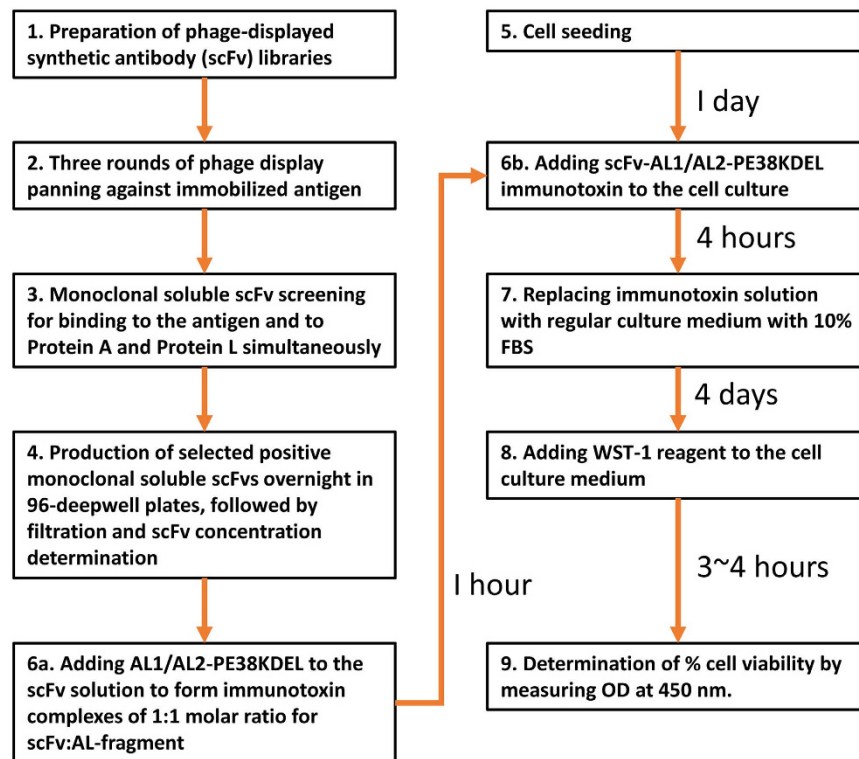 1. Preparation of phage-displayed
synthetic antibody (scFv) libraries
2. Three rounds of phage display
panning against immobilized antigen
3. Monoclonal soluble scFv screening
for binding to the antigen and to
Protein A and Protein L simultaneously
4. Production of selected positive
monoclonal soluble scFvs overnight in
96-deepwell plates, followed by
filtration and scFv concentration
determination
6a. Adding AL1/AL2-PE38KDEL to the
scFv solution to form immunotoxin
complexes of 1:1 molar ratio for
scFv:AL-fragment
I hour
5. Cell seeding
I day
6b. Adding scFv-AL1/AL2-PE38KDEL
immunotoxin to the cell culture
4 hours
7. Replacing immunotoxin solution
with regular culture medium with 10%
FBS
4 days
8. Adding WST-1 reagent to the cell
culture medium
3~4 hours
9. Determination of % cell viability by
measuring OD at 450 nm.